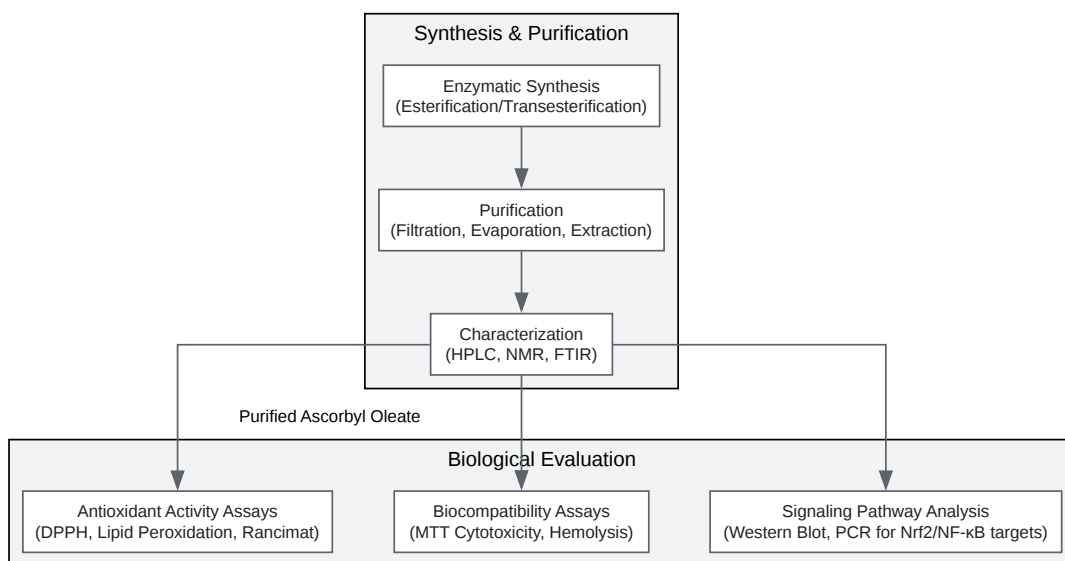 Synthesis & Purification
Enzymatic Synthesis
(Esterification/Transesterification)
Purification
(Filtration, Evaporation, Extraction)
Characterization
(HPLC, NMR, FTIR)
Purified Ascorbyl Oleate
Biological Evaluation
Antioxidant Activity Assays
(DPPH, Lipid Peroxidation, Rancimat)
Biocompatibility Assays
(MTT Cytotoxicity, Hemolysis)
Signaling Pathway Analysis
(Western Blot, PCR for Nrf2/NF-κB targets)